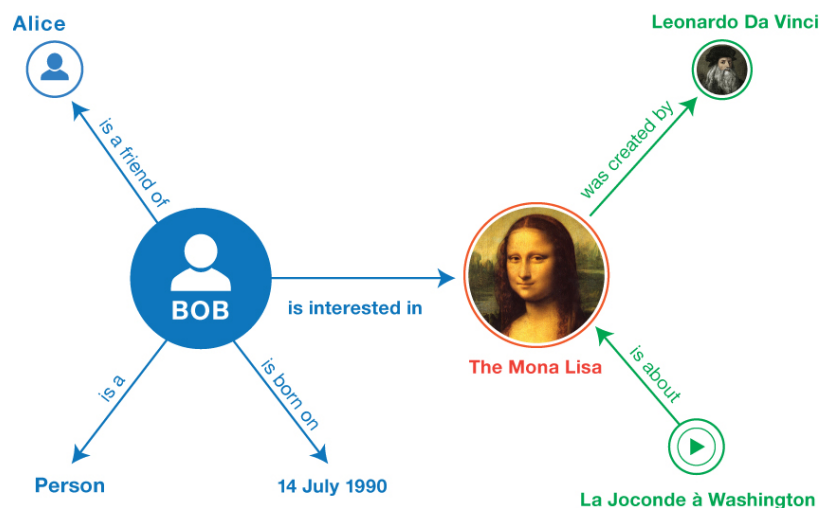 Alice
Leonardo Da Vinci
is a friend of
was created by
BOB
is interested in
The Mona Lisa
is a
is born on
is about
Person
14 July 1990
La Joconde à Washington